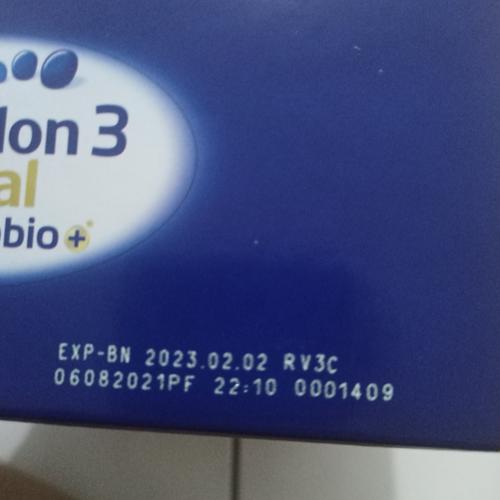 lon 3
al
bio +
EXP-BN 2023.02.02 RV3C
06082021PF 22:10 0001409